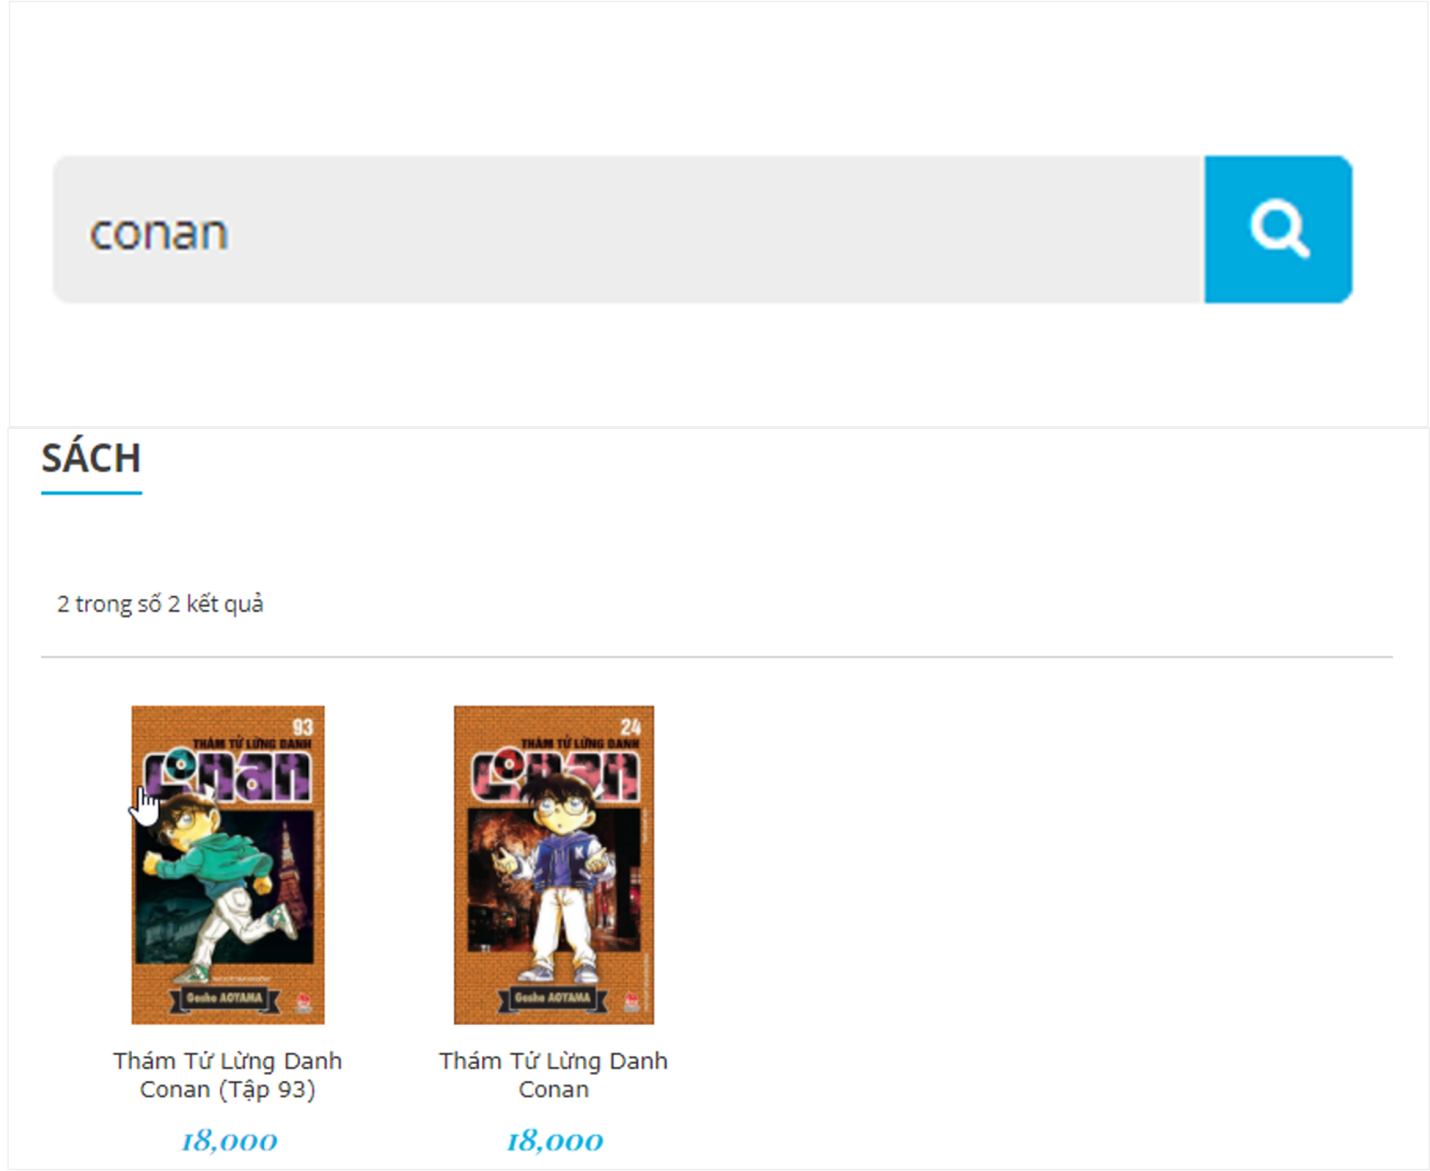 conan
SÁCH
2 trong số 2 kết quả
93
THÁM TỬ LỪNG DANH
Conan
Gosho AOYAMA
24
THÁM TỬ LỪNG DANH
Conan
Gosho AOYAMA
Thám Tử Lừng Danh
Conan (Tập 93)
18,000
Thám Tử Lừng Danh
Conan
18,000